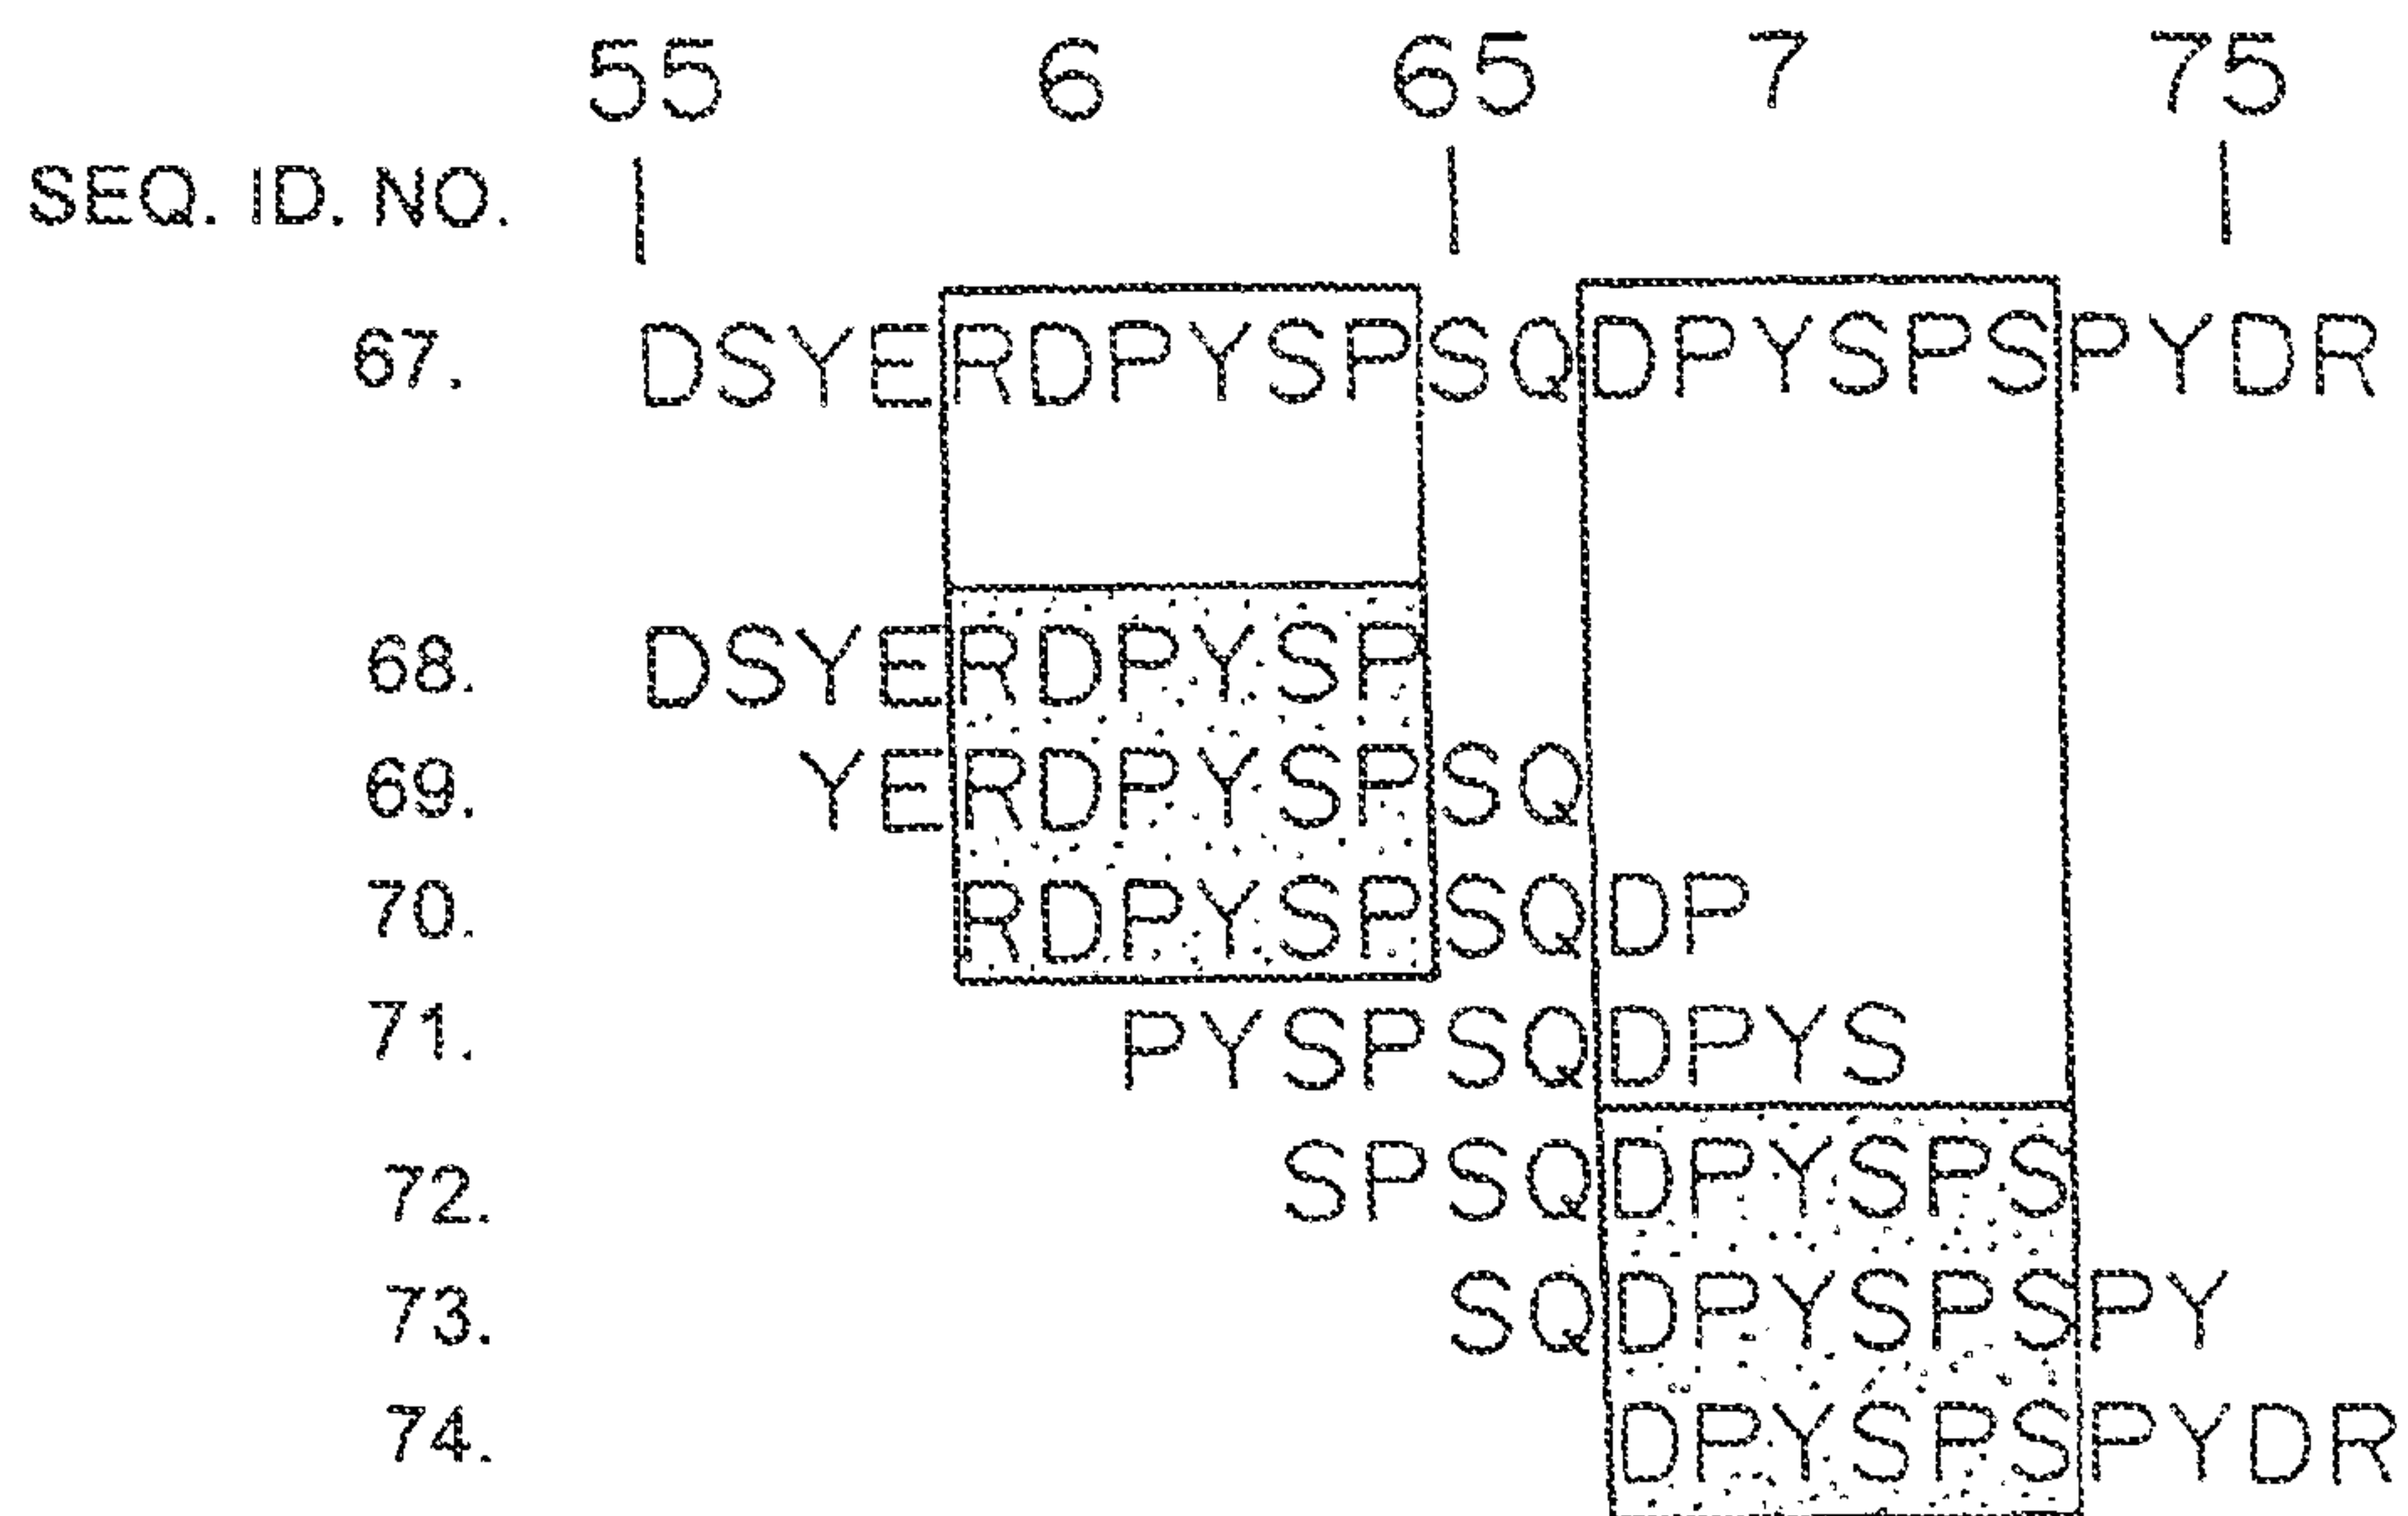 55 6 65 7 75
SEQ. ID. NO.
67. DSYERDPYSPSQDPYSPSPYDR
68. DSYERDPYSP
69. YERDPYSPSQ
70. RDPYSPSQDP
71. PYSPSQDPYS
72. SPSQDPYSPS
73. SQDPYSPSPY
74. DPYSPSPYDR